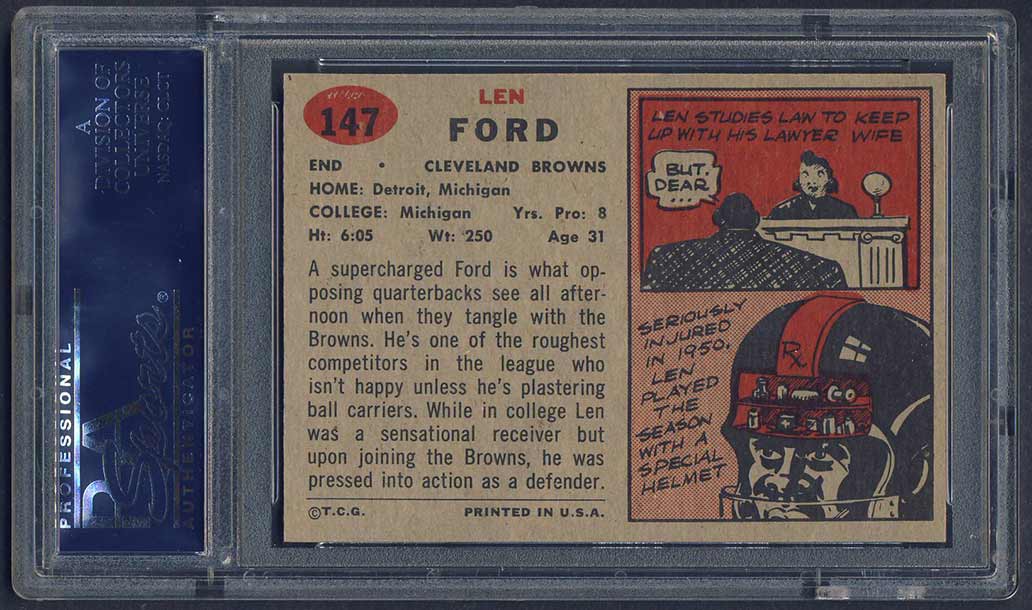 A
DIVISION OF
COLLECTORS
UNIVERSE
NASDAQ: CLCT
PROFESSIONAL
PSA
Sports®
AUTHENTICATOR
147
LEN
FORD
END • CLEVELAND BROWNS
HOME: Detroit, Michigan
COLLEGE: Michigan Yrs. Pro: 8
Ht: 6:05 Wt: 250 Age 31
A supercharged Ford is what op-
posing quarterbacks see all after-
noon when they tangle with the
Browns. He's one of the roughest
competitors in the league who
isn't happy unless he's plastering
ball carriers. While in college Len
was a sensational receiver but
upon joining the Browns, he was
pressed into action as a defender.
©T.C.G. PRINTED IN U.S.A.
LEN STUDIES LAW TO KEEP
UP WITH HIS LAWYER WIFE
BUT,
DEAR
...
SERIOUSLY
INJURED
IN 1950,
LEN
PLAYED
THE
SEASON
WITH A
SPECIAL
HELMET
Rx